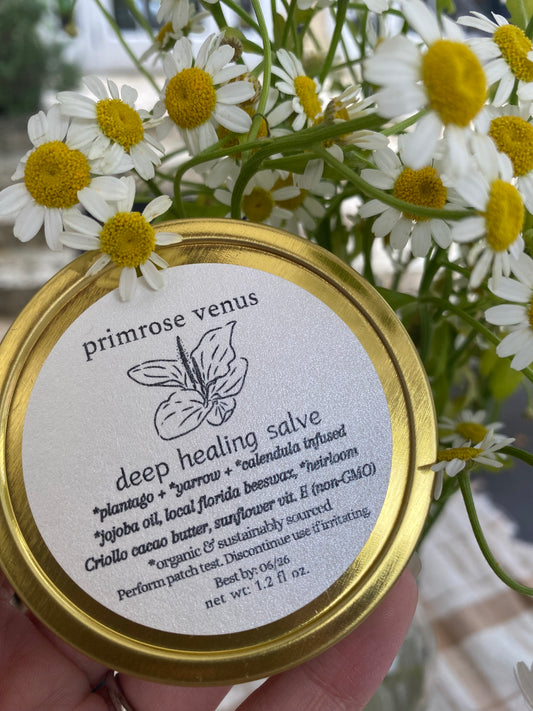 primrose venus
deep healing salve
*plantago + *yarrow + *calendula infused
*jojoba oil, local florida beeswax, *heirloom
Criollo cacao butter, sunflower vit. E (non-GMO)
*organic & sustainably sourced
Perform patch test. Discontinue use if irritating.
Best by: 06/26
net wt: 1.2 fl oz.